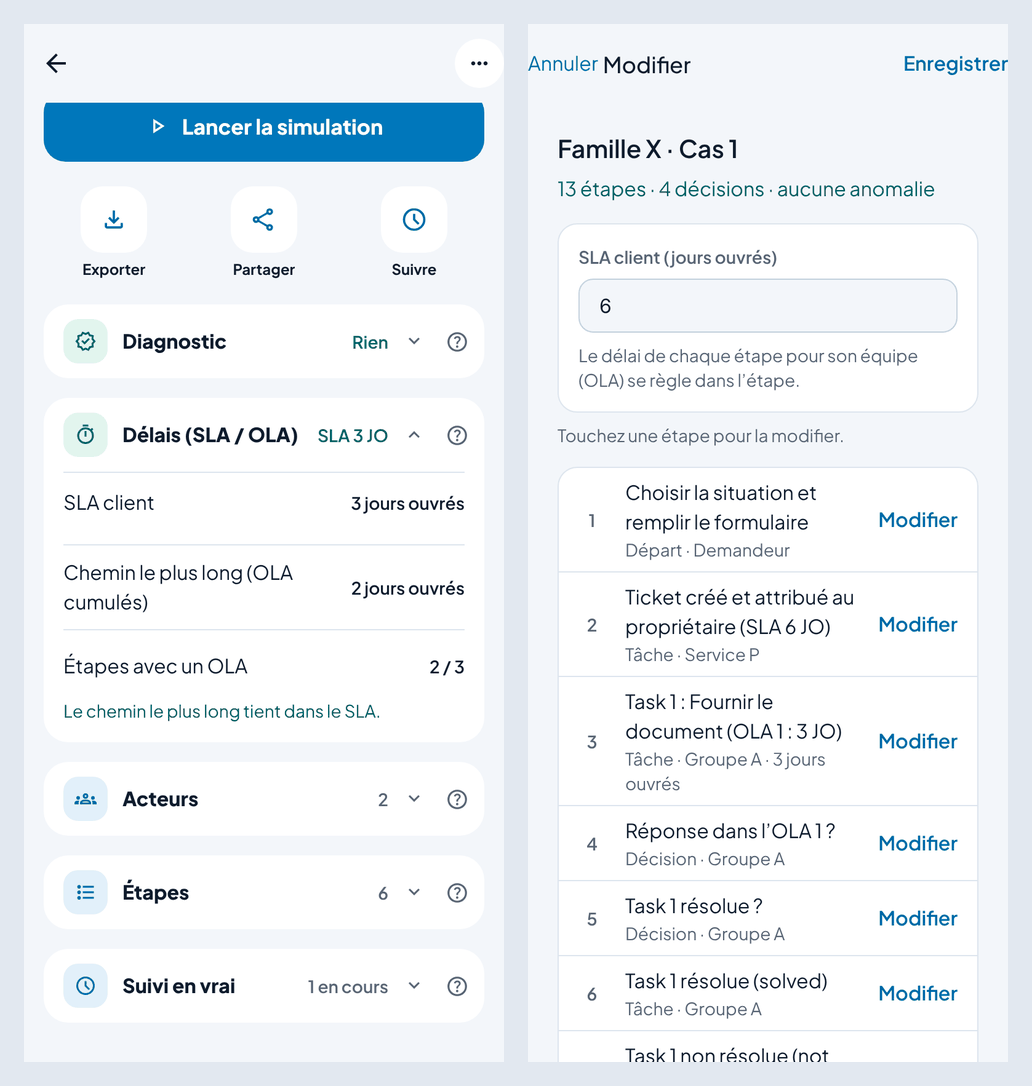 Lancer la simulation
Exporter
Partager
Suivre
Diagnostic
Rien
Délais (SLA / OLA)
SLA 3 JO
SLA client
3 jours ouvrés
Chemin le plus long (OLA
cumulés)
2 jours ouvrés
Étapes avec un OLA
2 / 3
Le chemin le plus long tient dans le SLA.
Acteurs
2
Étapes
6
Suivi en vrai
1 en cours
Annuler
Modifier
Enregistrer
Famille X · Cas 1
13 étapes · 4 décisions · aucune anomalie
SLA client (jours ouvrés)
6
Le délai de chaque étape pour son équipe
(OLA) se règle dans l’étape.
Touchez une étape pour la modifier.
1
Choisir la situation et
remplir le formulaire
Départ · Demandeur
Modifier
2
Ticket créé et attribué au
propriétaire (SLA 6 JO)
Tâche · Service P
Modifier
3
Task 1 : Fournir le
document (OLA 1 : 3 JO)
Tâche · Groupe A · 3 jours
ouvrés
Modifier
4
Réponse dans l’OLA 1 ?
Décision · Groupe A
Modifier
5
Task 1 résolue ?
Décision · Groupe A
Modifier
6
Task 1 résolue (solved)
Tâche · Groupe A
Modifier
Task 1 non résolue (not